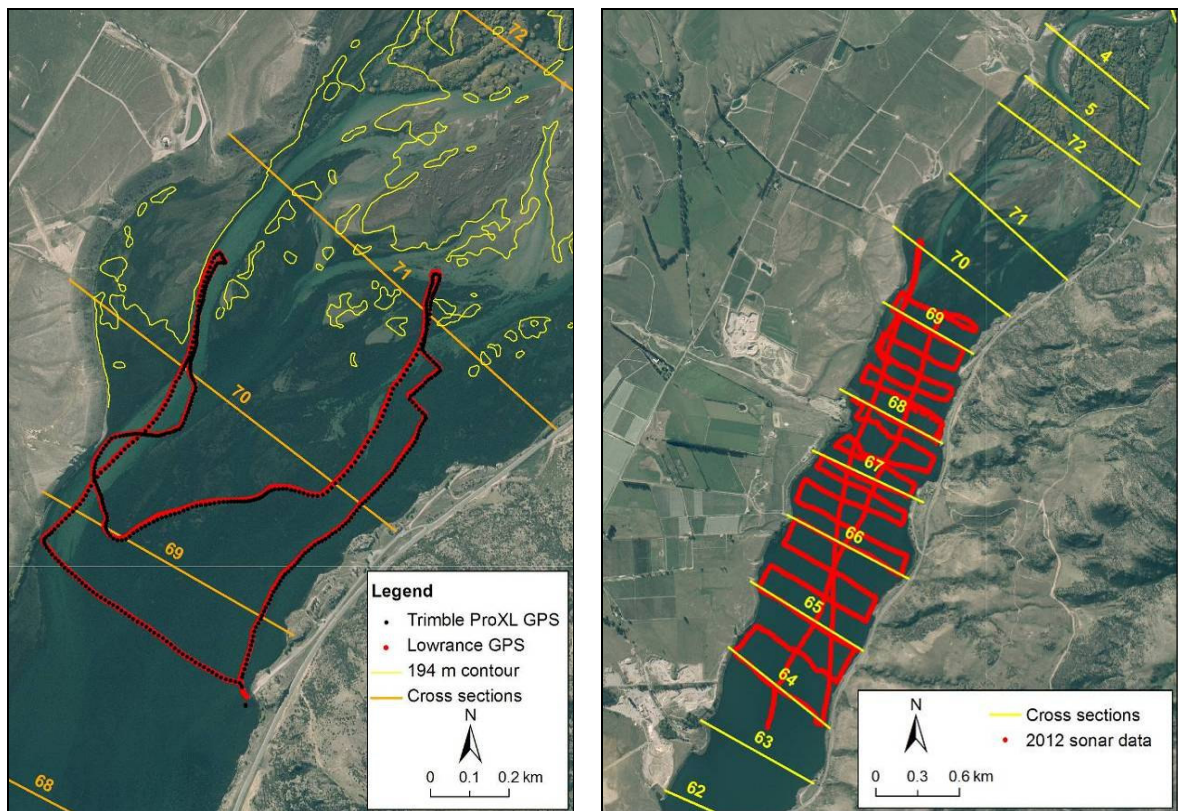 72
71
70
69
68
Legend
Trimble ProXL GPS
Lowrance GPS
194 m contour
Cross sections
N
0 0.1 0.2 km
4
5
72
71
70
69
68
67
66
65
64
63
62
Cross sections
2012 sonar data
N
0 0.3 0.6 km